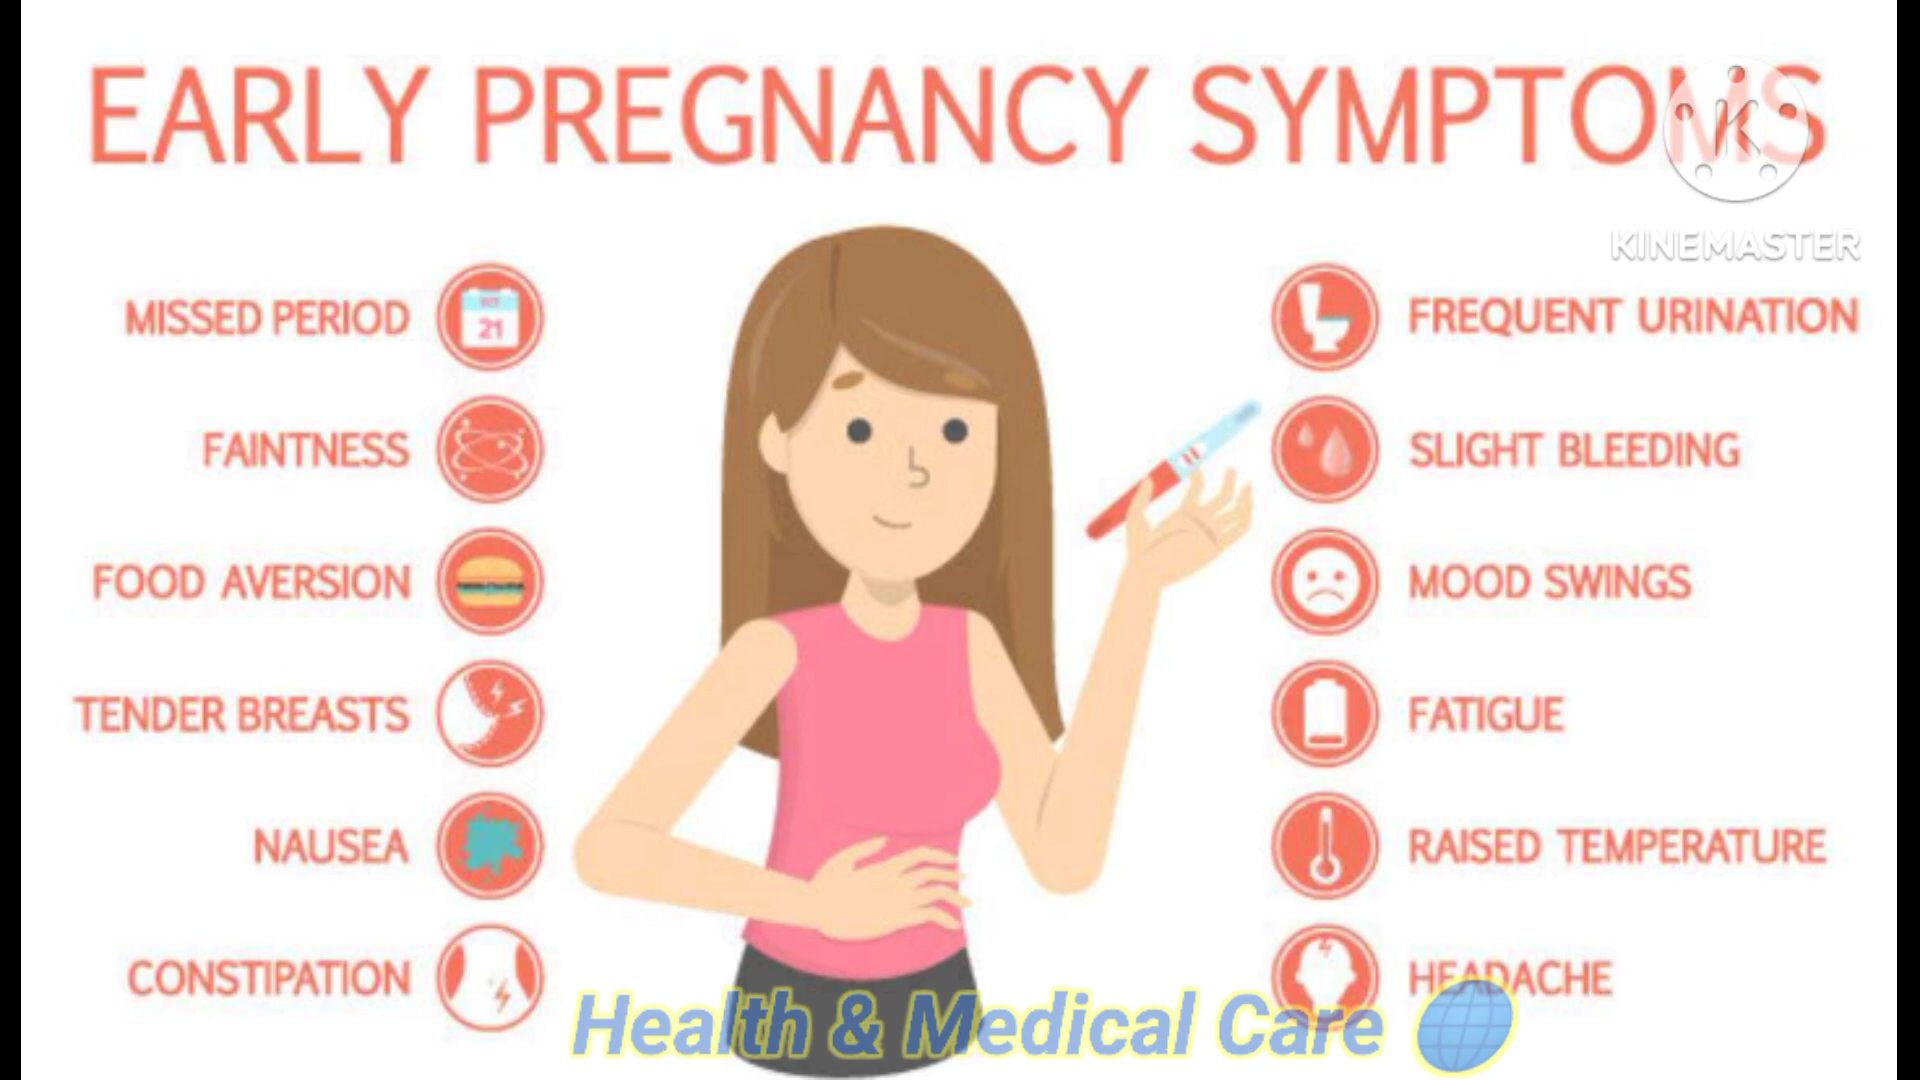 EARLY PREGNANCY SYMPTOMS
KINEMASTER
MISSED PERIOD
21
FAINTNESS
FOOD AVERSION
TENDER BREASTS
NAUSEA
CONSTIPATION
FREQUENT URINATION
SLIGHT BLEEDING
MOOD SWINGS
FATIGUE
RAISED TEMPERATURE
HEADACHE
Health & Medical Care